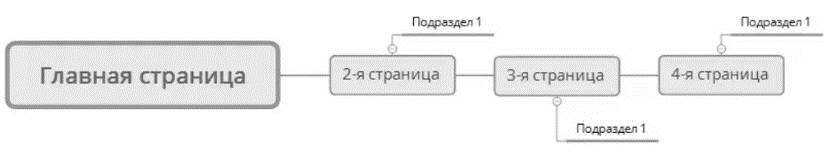 Подраздел 1
Подраздел 1
Главная страница
2-я страница
3-я страница
4-я страница
Подраздел 1